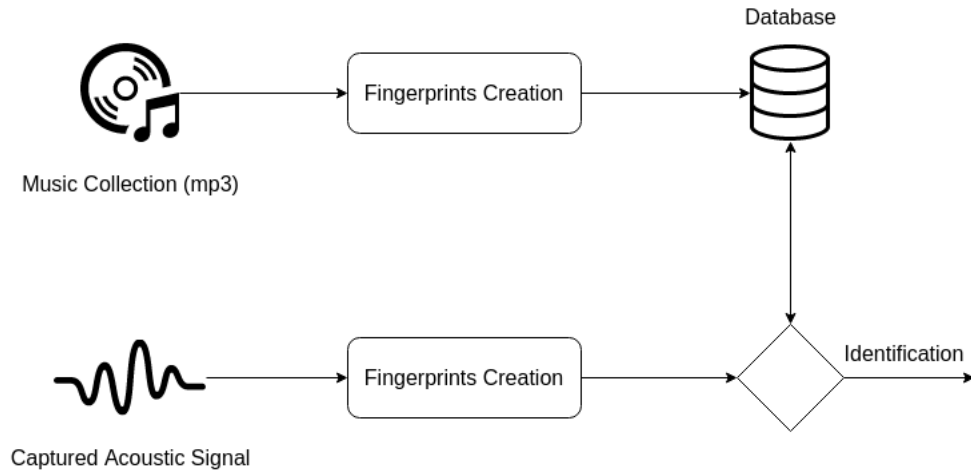 Database
Fingerprints Creation
Music Collection (mp3)
Identification
Fingerprints Creation
Captured Acoustic Signal